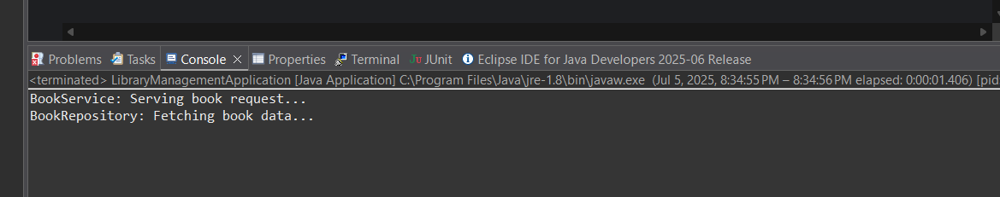 Problems Tasks Console Properties Terminal JUnit Eclipse IDE for Java Developers 2025-06 Release
<terminated> LibraryManagementApplication [Java Application] C:\Program Files\Java\jre-1.8\bin\javaw.exe (Jul 5, 2025, 8:34:55 PM – 8:34:56 PM elapsed: 0:00:01.406) [pid:
BookService: Serving book request...
BookRepository: Fetching book data...